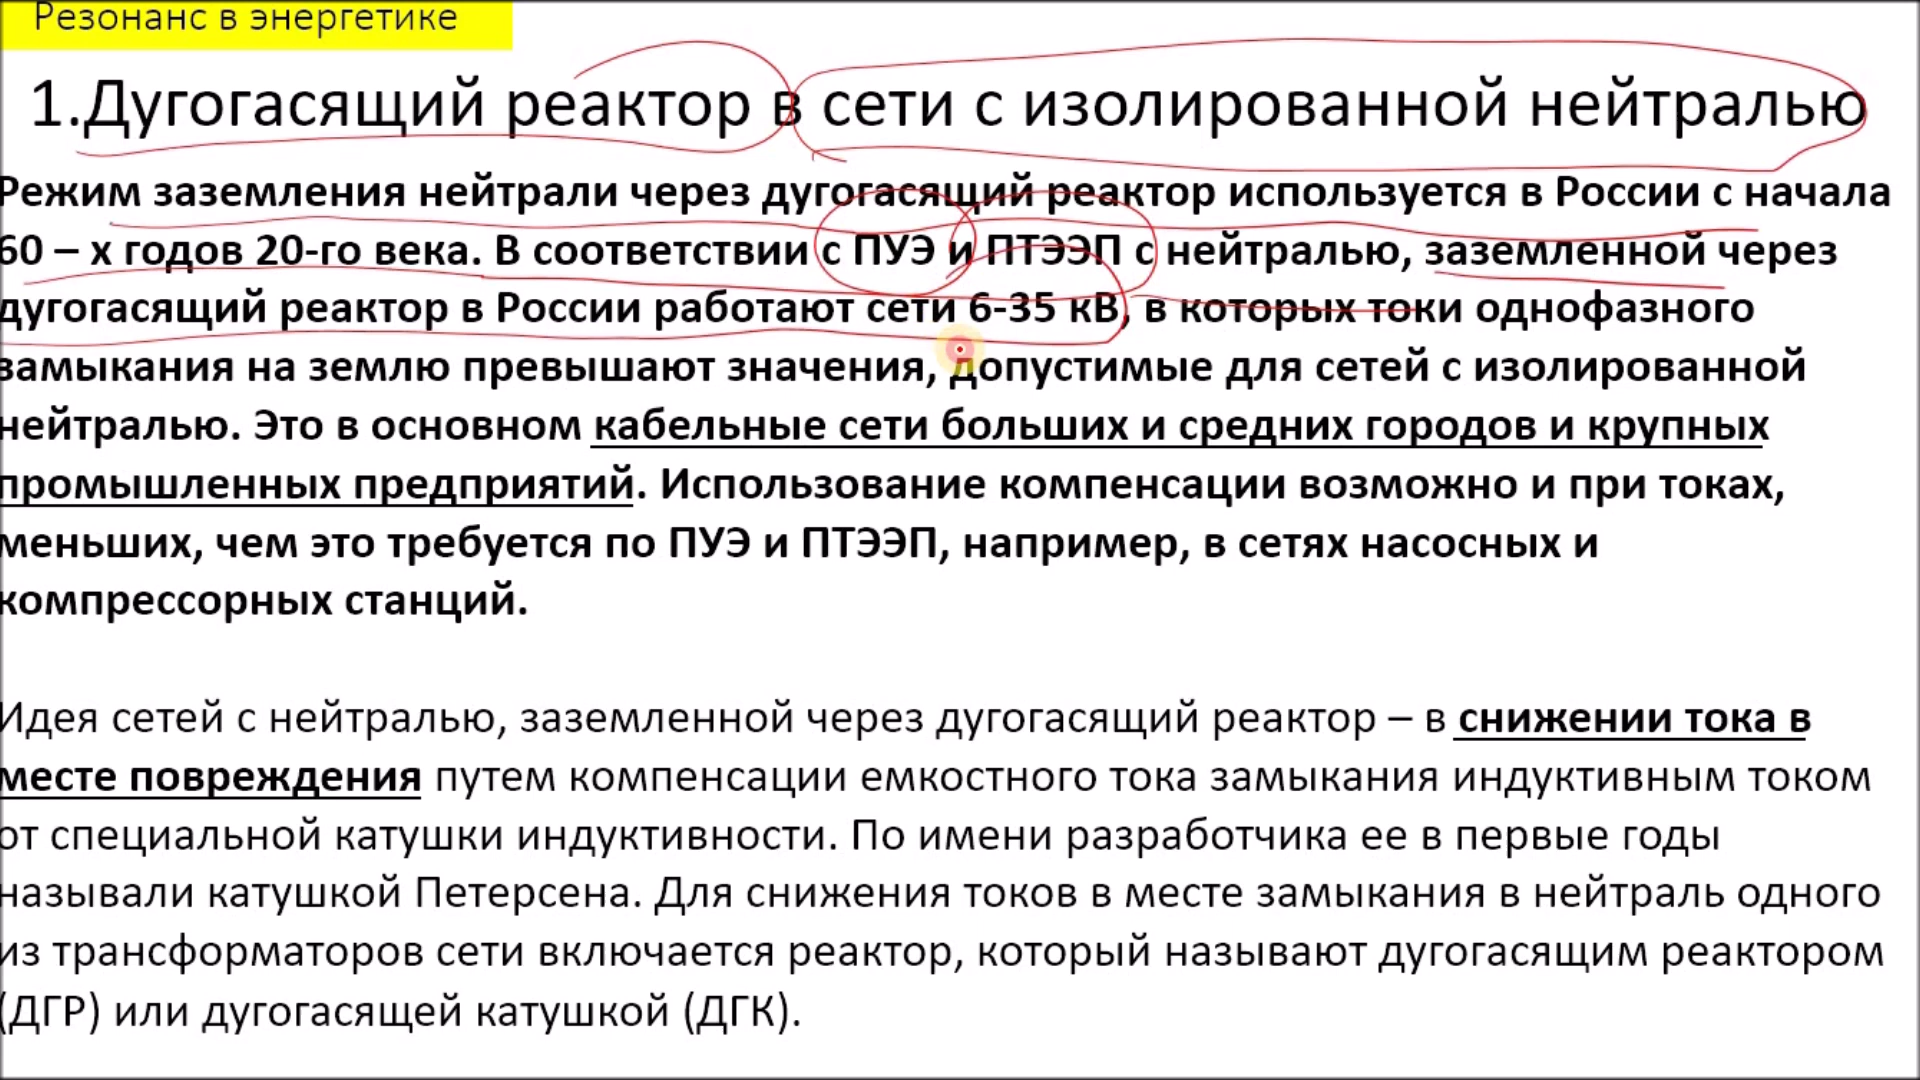 Резонанс в энергетике
1.Дугогасящий реактор в сети с изолированной нейтралью
Режим заземления нейтрали через дугогасящий реактор используется в России с начала
60 – х годов 20-го века. В соответствии с ПУЭ и ПТЭЭП с нейтралью, заземленной через
дугогасящий реактор в России работают сети 6-35 кВ, в которых токи однофазного
замыкания на землю превышают значения, допустимые для сетей с изолированной
нейтралью. Это в основном кабельные сети больших и средних городов и крупных
промышленных предприятий. Использование компенсации возможно и при токах,
меньших, чем это требуется по ПУЭ и ПТЭЭП, например, в сетях насосных и
компрессорных станций.
Идея сетей с нейтралью, заземленной через дугогасящий реактор – в снижении тока в
месте повреждения путем компенсации емкостного тока замыкания индуктивным током
от специальной катушки индуктивности. По имени разработчика ее в первые годы
называли катушкой Петерсена. Для снижения токов в месте замыкания в нейтраль одного
из трансформаторов сети включается реактор, который называют дугогасящим реактором
(ДГР) или дугогасящей катушкой (ДГК).